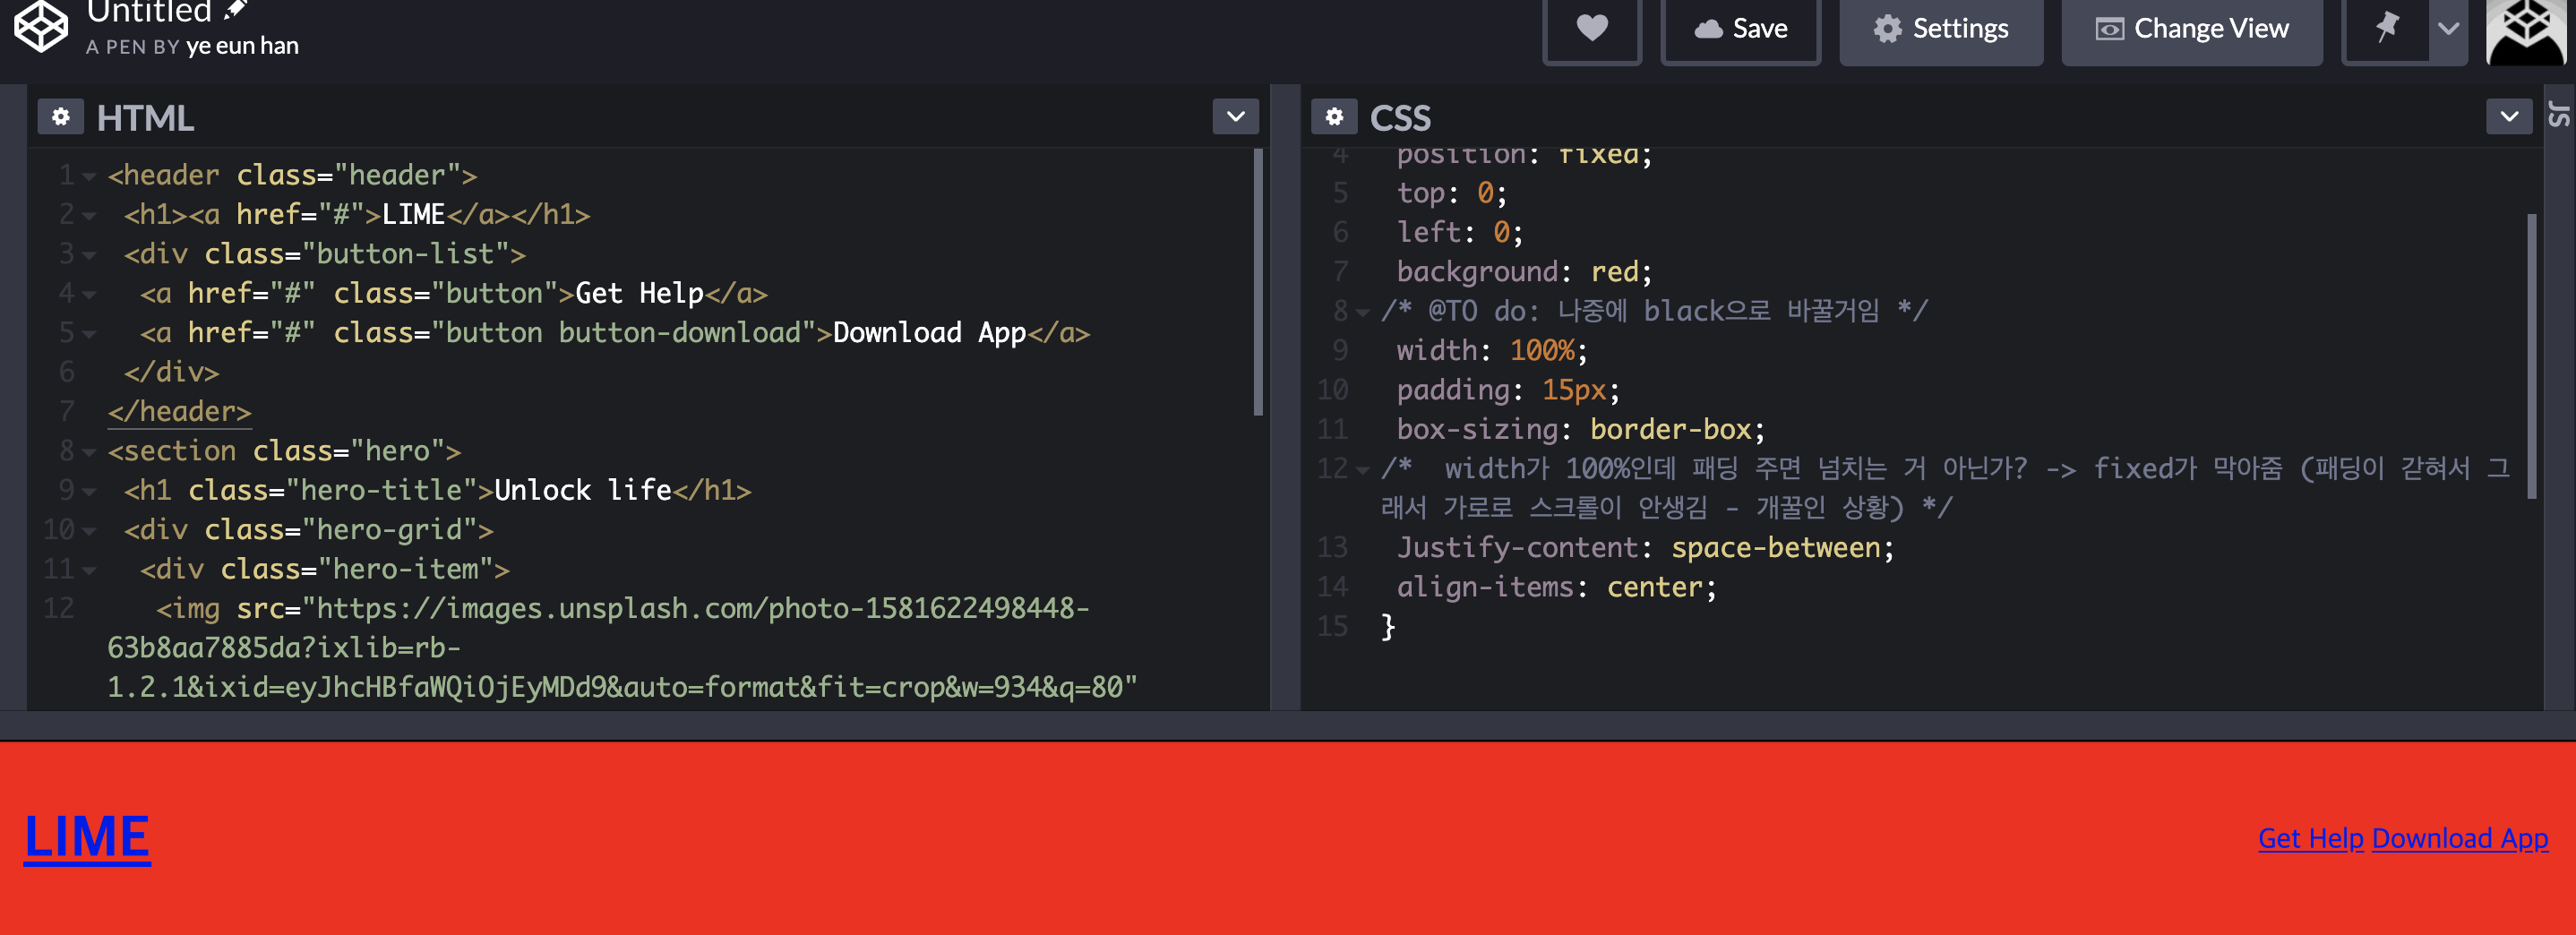 Untitled
A PEN BY ye eun han
Save
Settings
Change View
HTML
CSS
JS
1 <header class="header">
2 <h1><a href="#">LIME</a></h1>
3 <div class="button-list">
4 <a href="#" class="button">Get Help</a>
5 <a href="#" class="button button-download">Download App</a>
6 </div>
7 </header>
8 <section class="hero">
9 <h1 class="hero-title">Unlock life</h1>
10 <div class="hero-grid">
11 <div class="hero-item">
12 <img src="https://images.unsplash.com/photo-1581622498448-
63b8aa7885da?ixlib=rb-
1.2.1&ixid=eyJhcHBfaWQiOjEyMDd9&auto=format&fit=crop&w=934&q=80"
4 position: fixed;
5 top: 0;
6 left: 0;
7 background: red;
8 /* @TO do: 나중에 black으로 바꿀거임 */
9 width: 100%;
10 padding: 15px;
11 box-sizing: border-box;
12 /*  width가 100%인데 패딩 주면 넘치는 거 아닌가? -> fixed가 막아줌 (패딩이 갇혀서 그
래서 가로로 스크롤이 안생김 - 개꿀인 상황) */
13 Justify-content: space-between;
14 align-items: center;
15 }
LIME
Get Help Download App